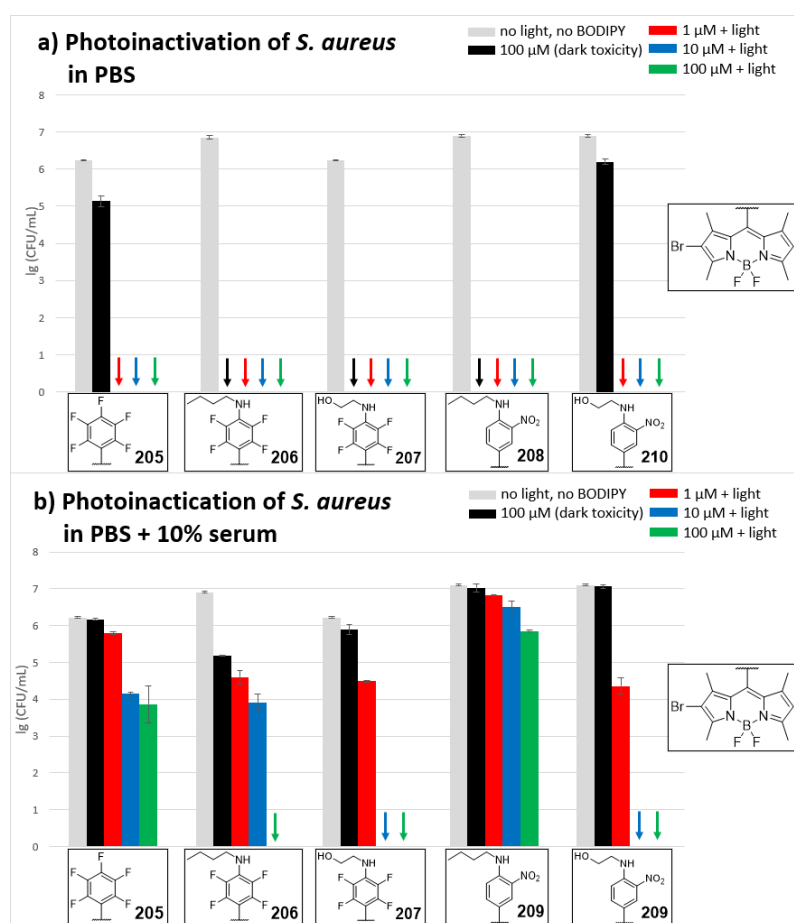 a) Photoinactivation of S. aureus
in PBS
no light, no BODIPY
100 µM (dark toxicity)
1 µM + light
10 µM + light
100 µM + light
lg (CFU/mL)
8
7
6
5
4
3
2
1
0
F
F
F
F
F
205
NH
F
F
F
F
206
HO
NH
F
F
F
F
207
NH
NO2
208
HO
NH
NO2
210
Br
N
N
B
F
F
b) Photoinactication of S. aureus
in PBS + 10% serum
no light, no BODIPY
100 µM (dark toxicity)
1 µM + light
10 µM + light
100 µM + light
lg (CFU/mL)
8
7
6
5
4
3
2
1
0
F
F
F
F
F
205
NH
F
F
F
F
206
HO
NH
F
F
F
F
207
NH
NO2
209
HO
NH
NO2
209
Br
N
N
B
F
F